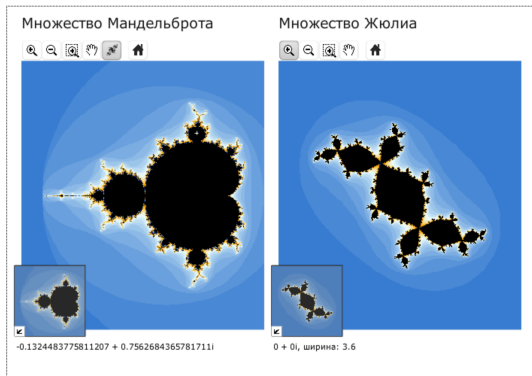 Множество Мандельброта
Множество Жюлиа
-0.1324483775811207 + 0.7562684365781711i
0 + 0i, ширина: 3.6